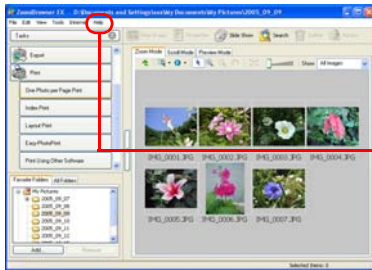 ZoomBrowser EX - D:\Documents and Settings\user\My Documents\My Pictures\2005_09_09
File Edit View Tools Internet Help
Tasks
Slide Show Search
Zoom Mode Scroll Mode Preview Mode
Show All Images
Export
Print
One Photo per Page Print
Index Print
Layout Print
Easy-PhotoPrint
Print Using Other Software
IMG_0001.JPG IMG_0002.JPG IMG_0003.JPG IMG_0004.JPG
IMG_0005.JPG IMG_0006.JPG IMG_0007.JPG
Favorite Folders All Folders
My Pictures
2005_09_07
2005_09_08
2005_09_09
2005_09_10
2005_09_11
2005_09_12
Add... Remove
Selected Items: 0